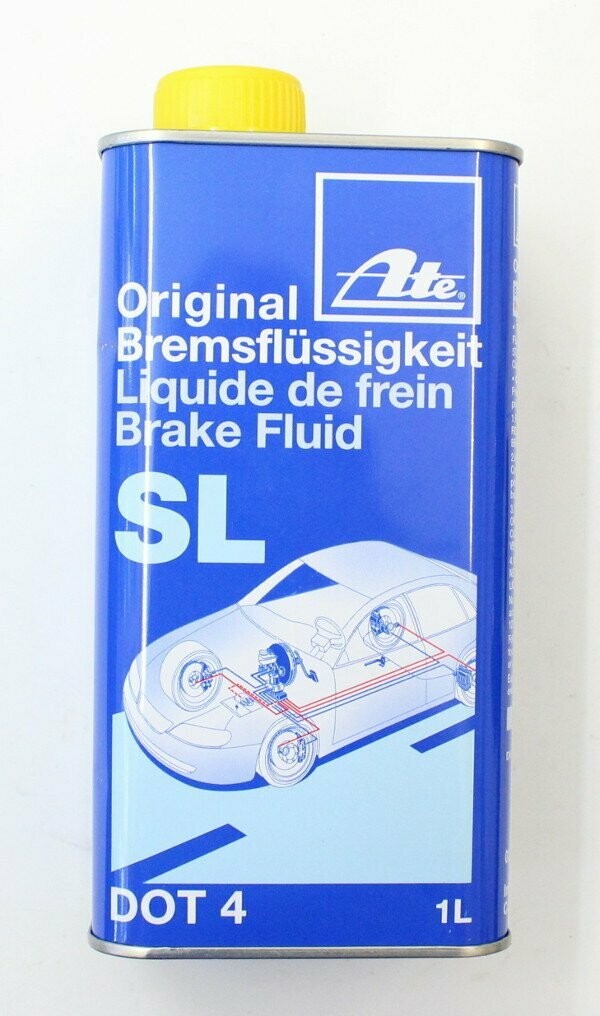 Ate®
Original
Bremsflüssigkeit
Liquide de frein
Brake Fluid
SL
DOT 4
1L